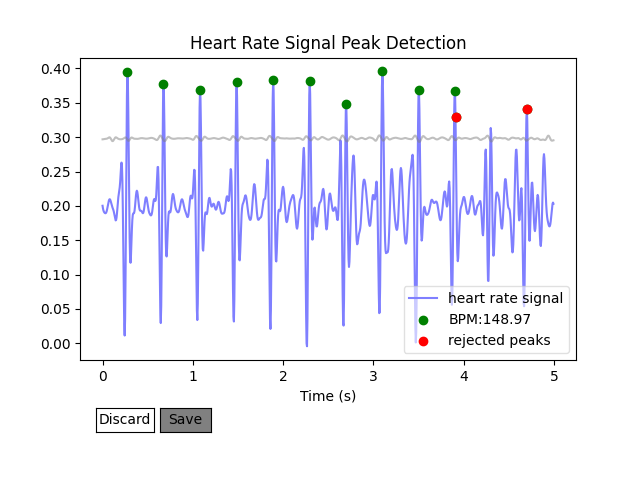 Heart Rate Signal Peak Detection
0.40
0.35
0.30
0.25
0.20
0.15
0.10
0.05
0.00
heart rate signal
BPM:148.97
rejected peaks
0 1 2 3 4 5
Time (s)
Discard Save